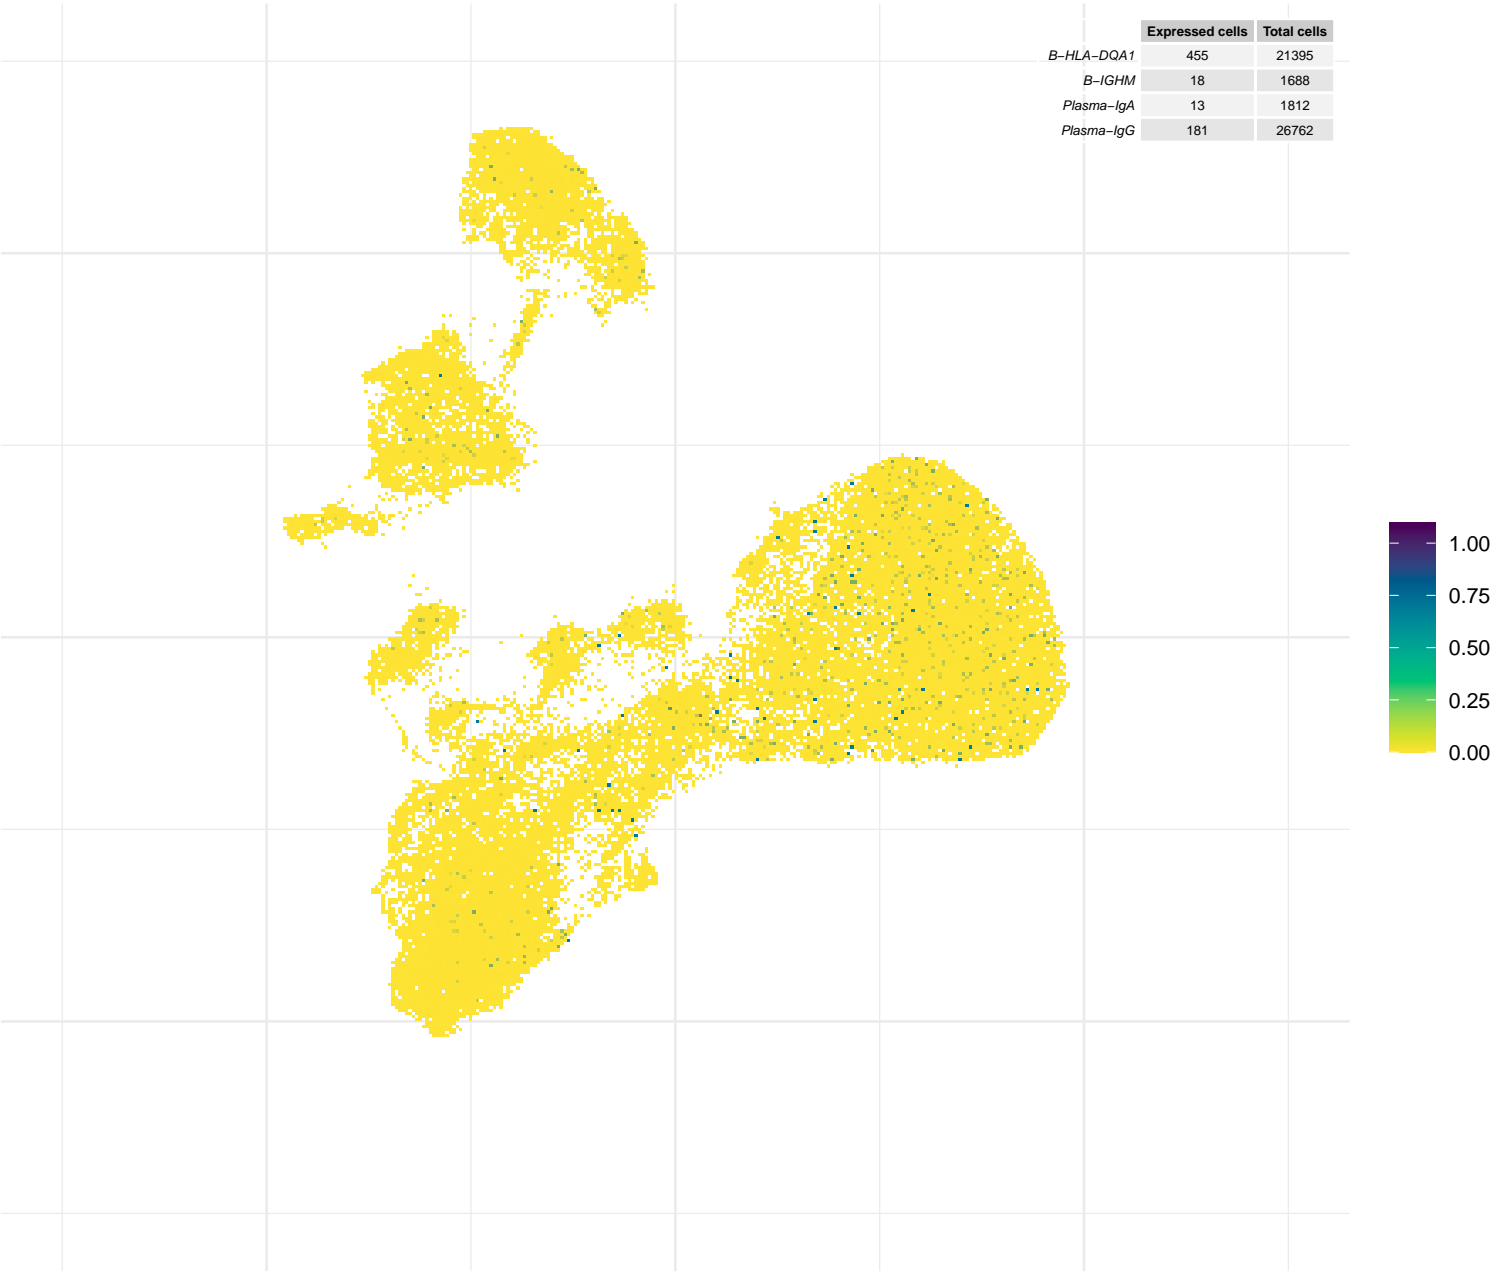 Expressed cells Total cells
B−HLA−DQA1 455 21395
B−IGHM 18 1688
Plasma−IgA 13 1812
Plasma−IgG 181 26762
1.00
0.75
0.50
0.25
0.00